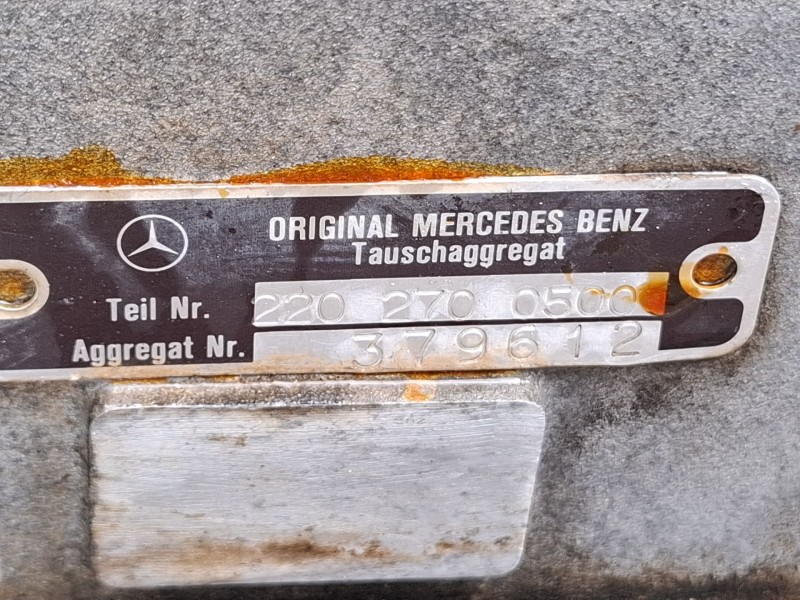 ORIGINAL MERCEDES BENZ
Tauschaggregat
Teil Nr. 220 270 0500
Aggregat Nr. 379612